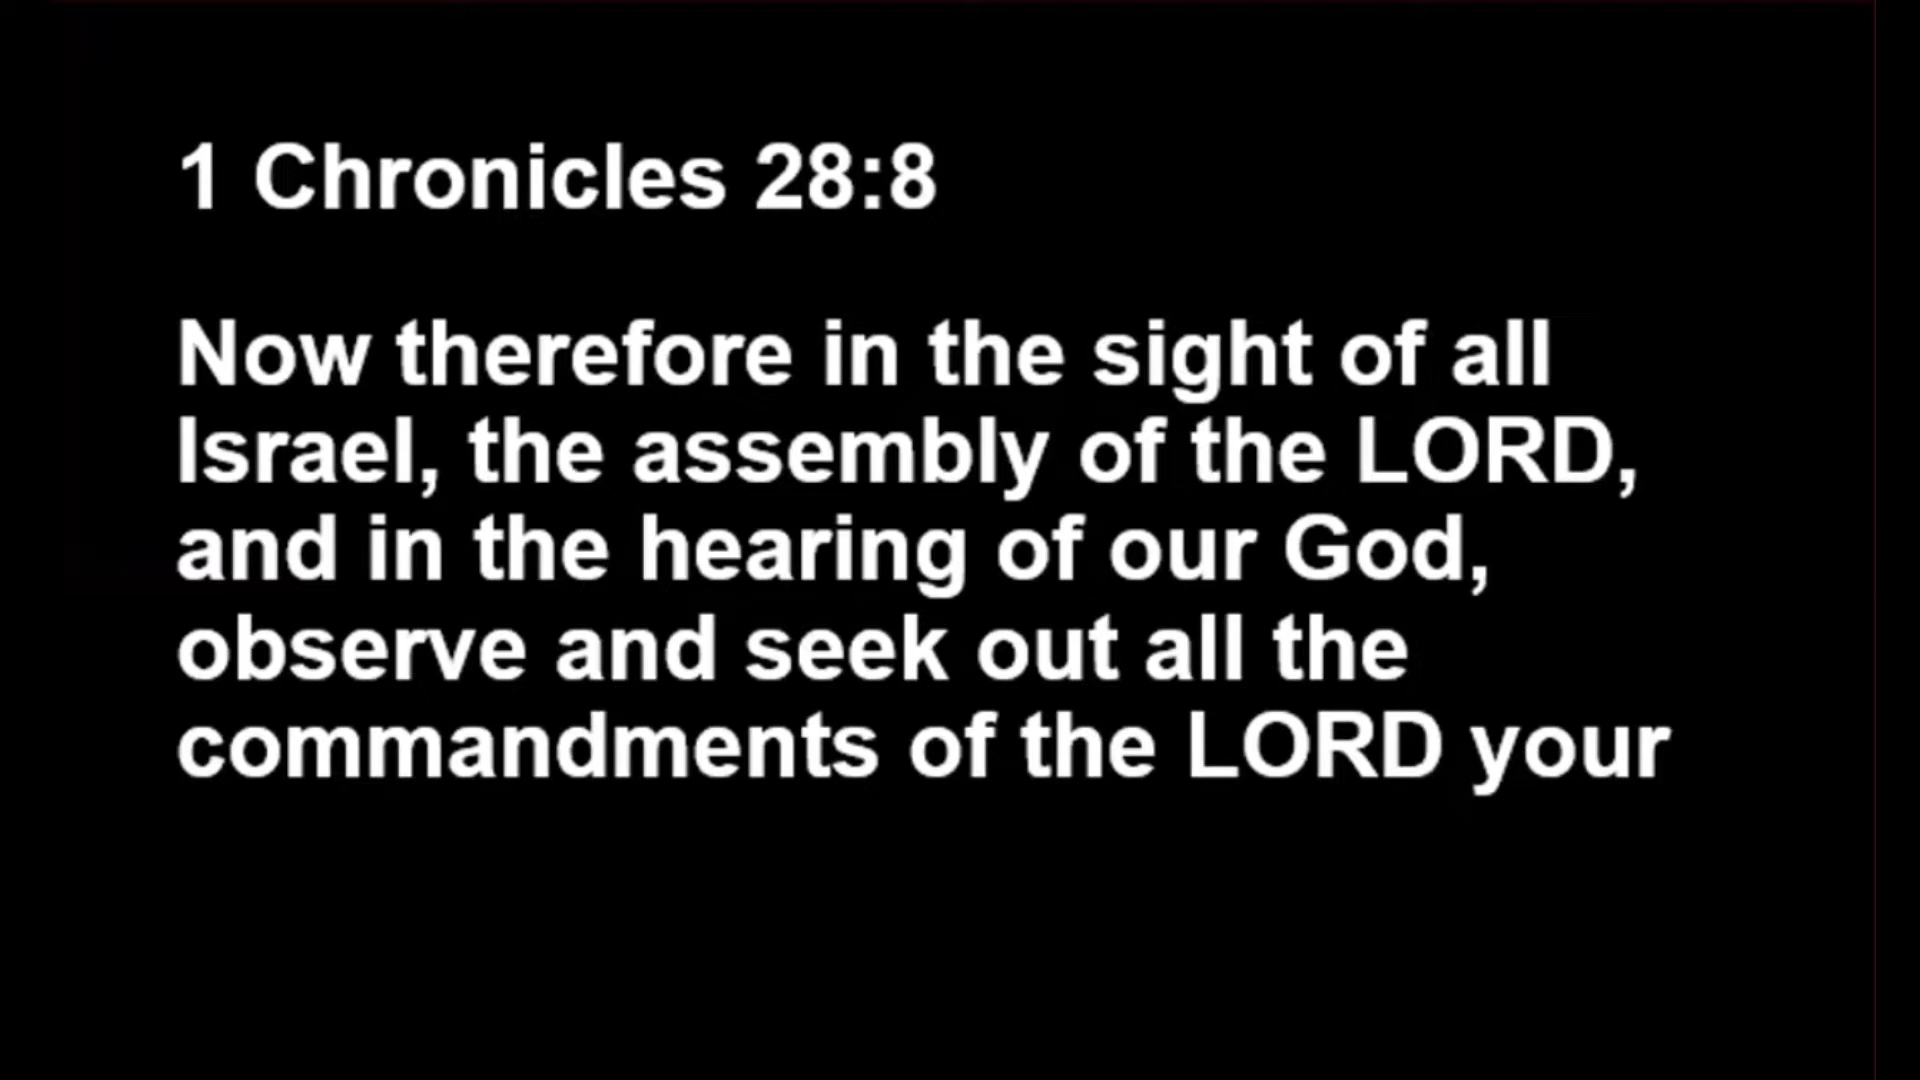 1 Chronicles 28:8
Now therefore in the sight of all
Israel, the assembly of the LORD,
and in the hearing of our God,
observe and seek out all the
commandments of the LORD your